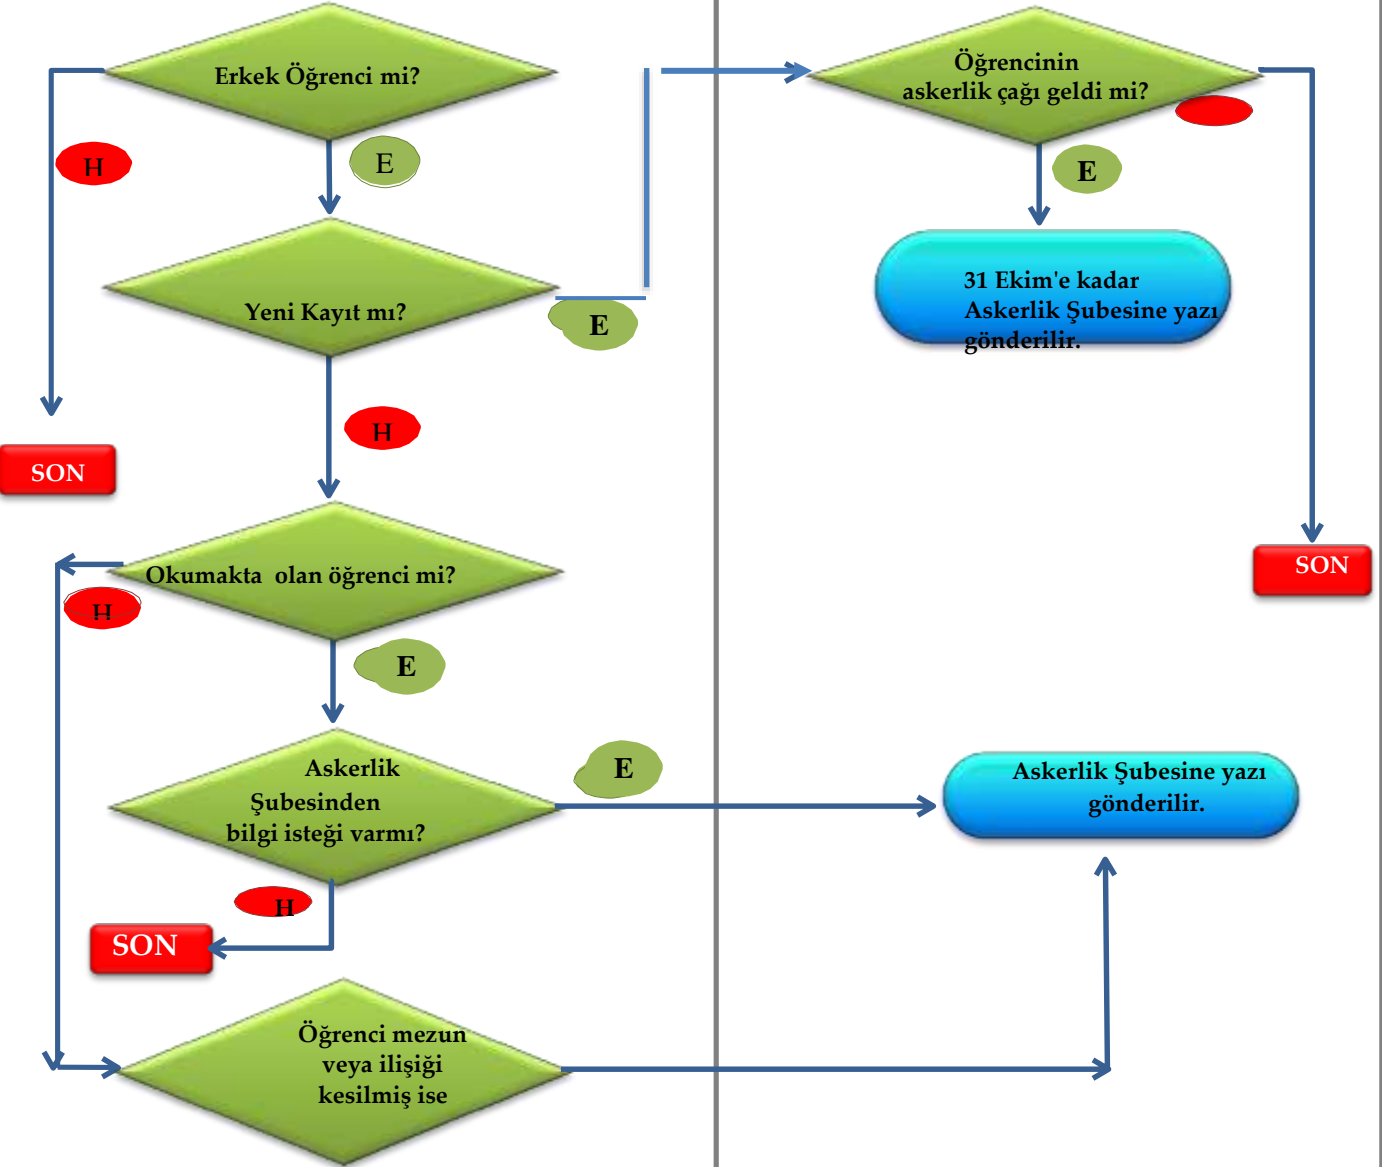 Erkek Öğrenci mi?
H
E
Yeni Kayıt mı?
E
H
SON
Okumakta olan öğrenci mi?
H
E
Askerlik
Şubesinden
bilgi isteği varmı?
E
H
SON
Öğrenci mezun
veya ilişiği
kesilmiş ise
Öğrencinin
askerlik çağı geldi mi?
E
31 Ekim'e kadar
Askerlik Şubesine yazı
gönderilir.
SON
Askerlik Şubesine yazı
gönderilir.